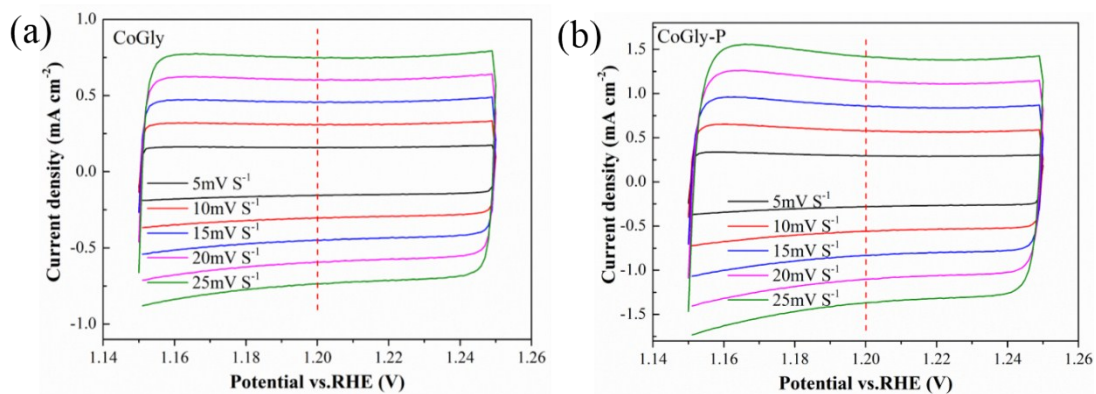 (a)
CoGly
1.0
0.5
0.0
-0.5
-1.0
Current density (mA cm⁻²)
5mV S⁻¹
10mV S⁻¹
15mV S⁻¹
20mV S⁻¹
25mV S⁻¹
1.14 1.16 1.18 1.20 1.22 1.24 1.26
Potential vs.RHE (V)
(b)
CoGly-P
1.5
1.0
0.5
0.0
-0.5
-1.0
-1.5
Current density (mA cm⁻²)
5mV S⁻¹
10mV S⁻¹
15mV S⁻¹
20mV S⁻¹
25mV S⁻¹
1.14 1.16 1.18 1.20 1.22 1.24 1.26
Potential vs.RHE (V)